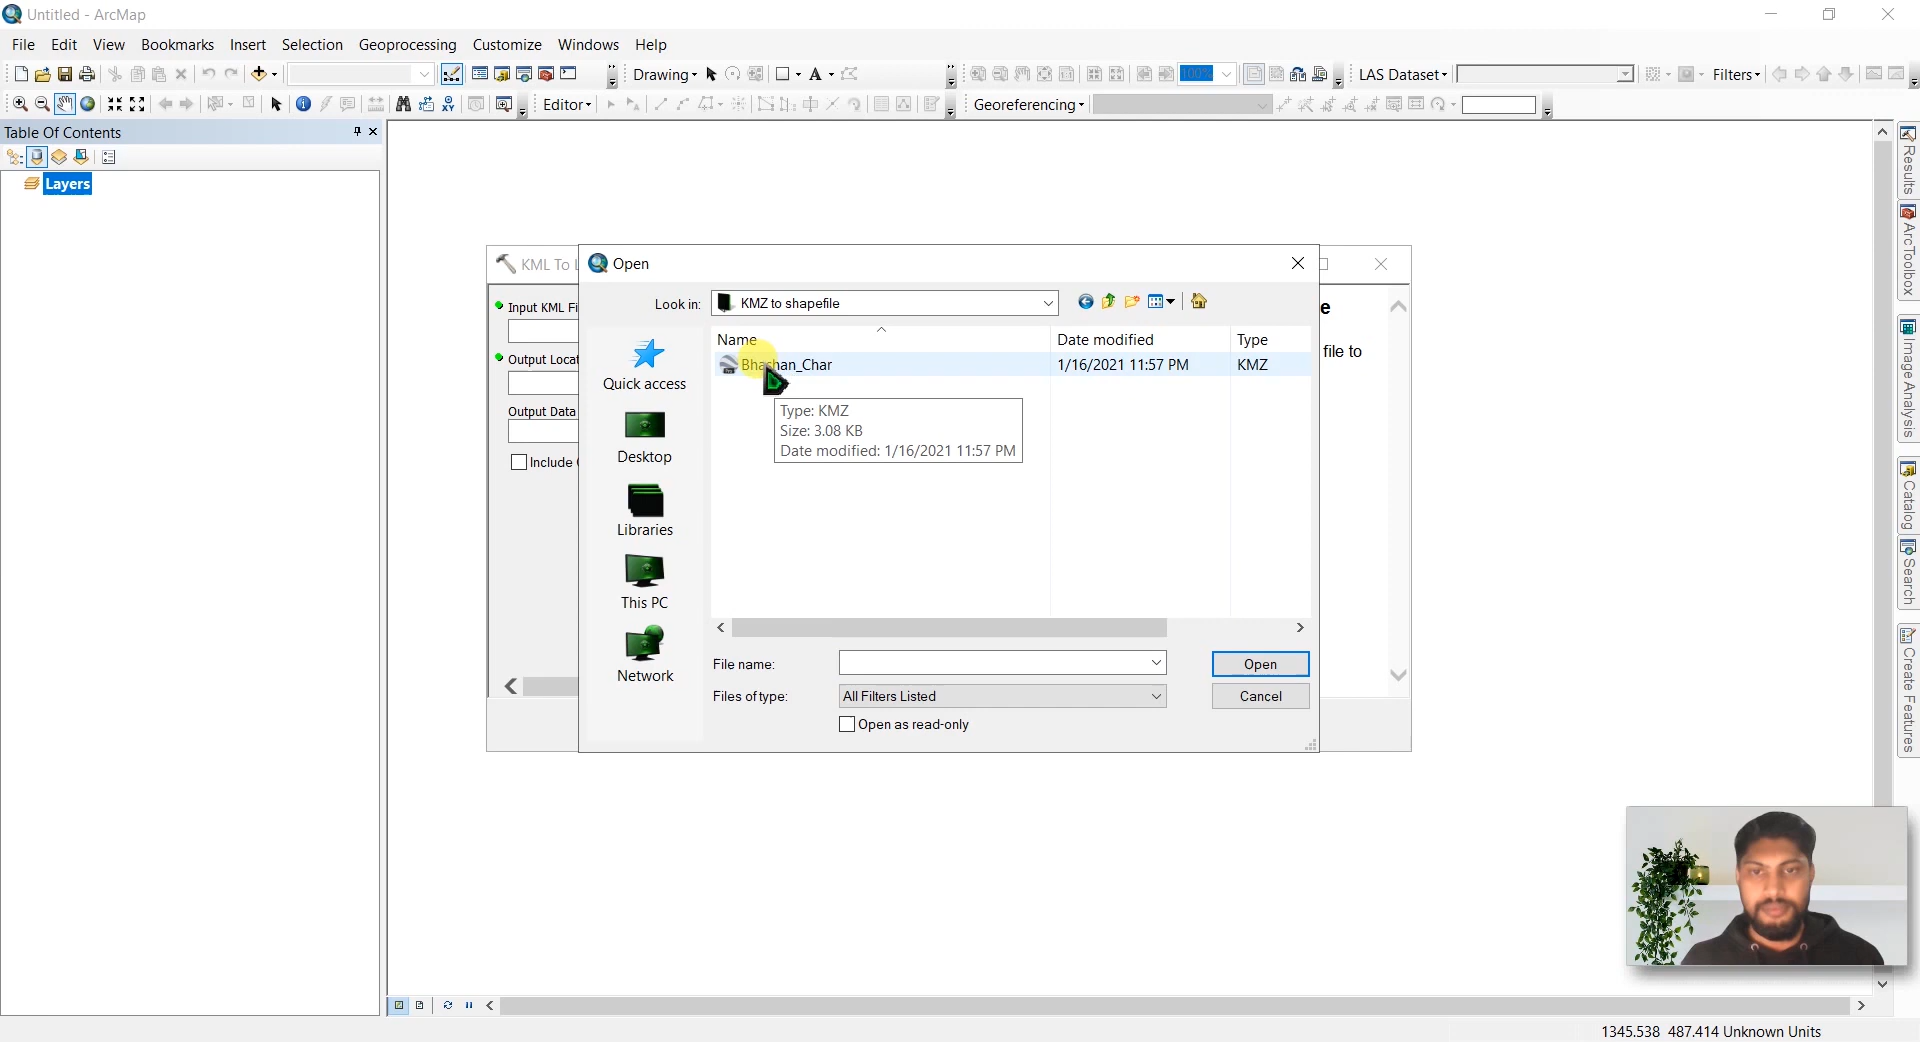 Untitled - ArcMap
File Edit View Bookmarks Insert Selection Geoprocessing Customize Windows Help
Drawing
100%
LAS Dataset
Filters
Editor
Georeferencing
Table Of Contents
Layers
KML To L
Open
Input KML Fi
Output Locat
Output Data
Include
e
file to
Look in:
KMZ to shapefile
Name Date modified Type
Bhashan_Char 1/16/2021 11:57 PM KMZ
Type: KMZ
Size: 3.08 KB
Date modified: 1/16/2021 11:57 PM
Quick access
Desktop
Libraries
This PC
Network
File name:
Open
Files of type:
All Filters Listed
Cancel
Open as read-only
Results
ArcToolbox
Image Analysis
Catalog
Search
Create Features
1345.538 487.414 Unknown Units